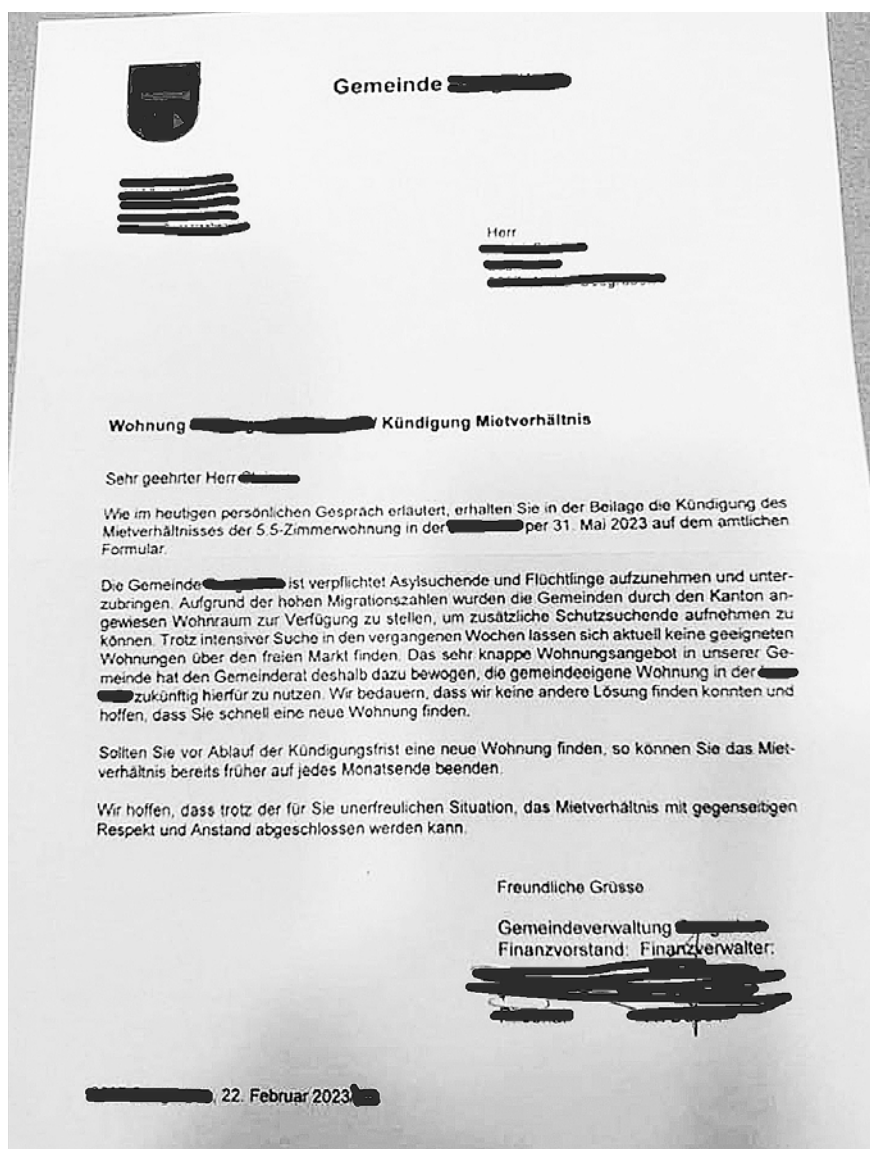 Gemeinde
Herr
Wohnung / Kündigung Mietverhältnis
Sehr geehrter Herr
Wie im heutigen persönlichen Gespräch erläutert, erhalten Sie in der Beilage die Kündigung des
Mietverhältnisses der 5.5-Zimmerwohnung in der per 31. Mai 2023 auf dem amtlichen
Formular.
Die Gemeinde ist verpflichtet Asylsuchende und Flüchtlinge aufzunehmen und unter-
zubringen. Aufgrund der hohen Migrationszahlen wurden die Gemeinden durch den Kanton an-
gewiesen Wohnraum zur Verfügung zu stellen, um zusätzliche Schutzsuchende aufnehmen zu
können. Trotz intensiver Suche in den vergangenen Wochen lassen sich aktuell keine geeigneten
Wohnungen über den freien Markt finden. Das sehr knappe Wohnungsangebot in unserer Ge-
meinde hat den Gemeinderat deshalb dazu bewogen, die gemeindeeigene Wohnung in der
zukünftig hierfür zu nutzen. Wir bedauern, dass wir keine andere Lösung finden konnten und
hoffen, dass Sie schnell eine neue Wohnung finden.
Sollten Sie vor Ablauf der Kündigungsfrist eine neue Wohnung finden, so können Sie das Miet-
verhältnis bereits früher auf jedes Monatsende beenden.
Wir hoffen, dass trotz der für Sie unerfreulichen Situation, das Mietverhältnis mit gegenseitigen
Respekt und Anstand abgeschlossen werden kann.
Freundliche Grüsse
Gemeindeverwaltung
Finanzvorstand: Finanzverwalter:
, 22. Februar 2023